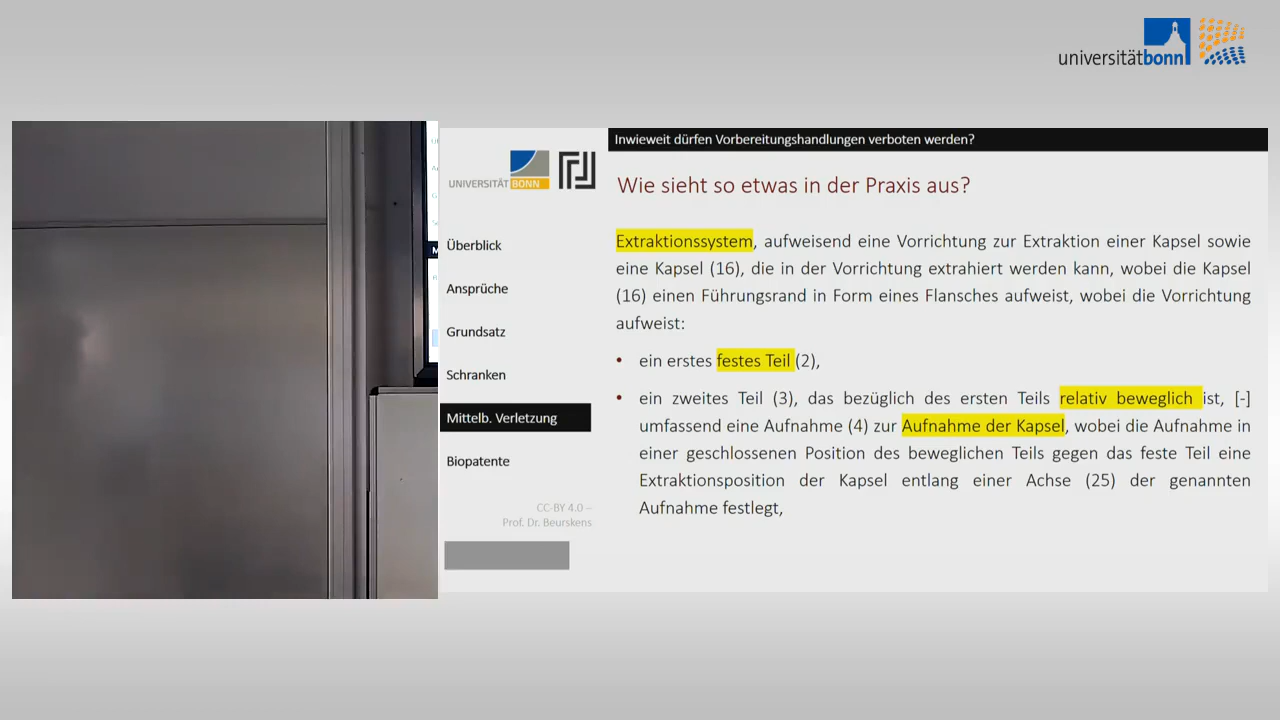 universitätbonn
Inwieweit dürfen Vorbereitungshandlungen verboten werden?
UNIVERSITÄT BONN
Wie sieht so etwas in der Praxis aus?
Überblick
Ansprüche
Grundsatz
Schranken
Mittelb. Verletzung
Biopatente
CC-BY 4.0 –
Prof. Dr. Beurskens
Extraktionssystem, aufweisend eine Vorrichtung zur Extraktion einer Kapsel sowie
eine Kapsel (16), die in der Vorrichtung extrahiert werden kann, wobei die Kapsel
(16) einen Führungsrand in Form eines Flansches aufweist, wobei die Vorrichtung
aufweist:
• ein erstes festes Teil (2),
• ein zweites Teil (3), das bezüglich des ersten Teils relativ beweglich ist, [-]
umfassend eine Aufnahme (4) zur Aufnahme der Kapsel, wobei die Aufnahme in
einer geschlossenen Position des beweglichen Teils gegen das feste Teil eine
Extraktionsposition der Kapsel entlang einer Achse (25) der genannten
Aufnahme festlegt,